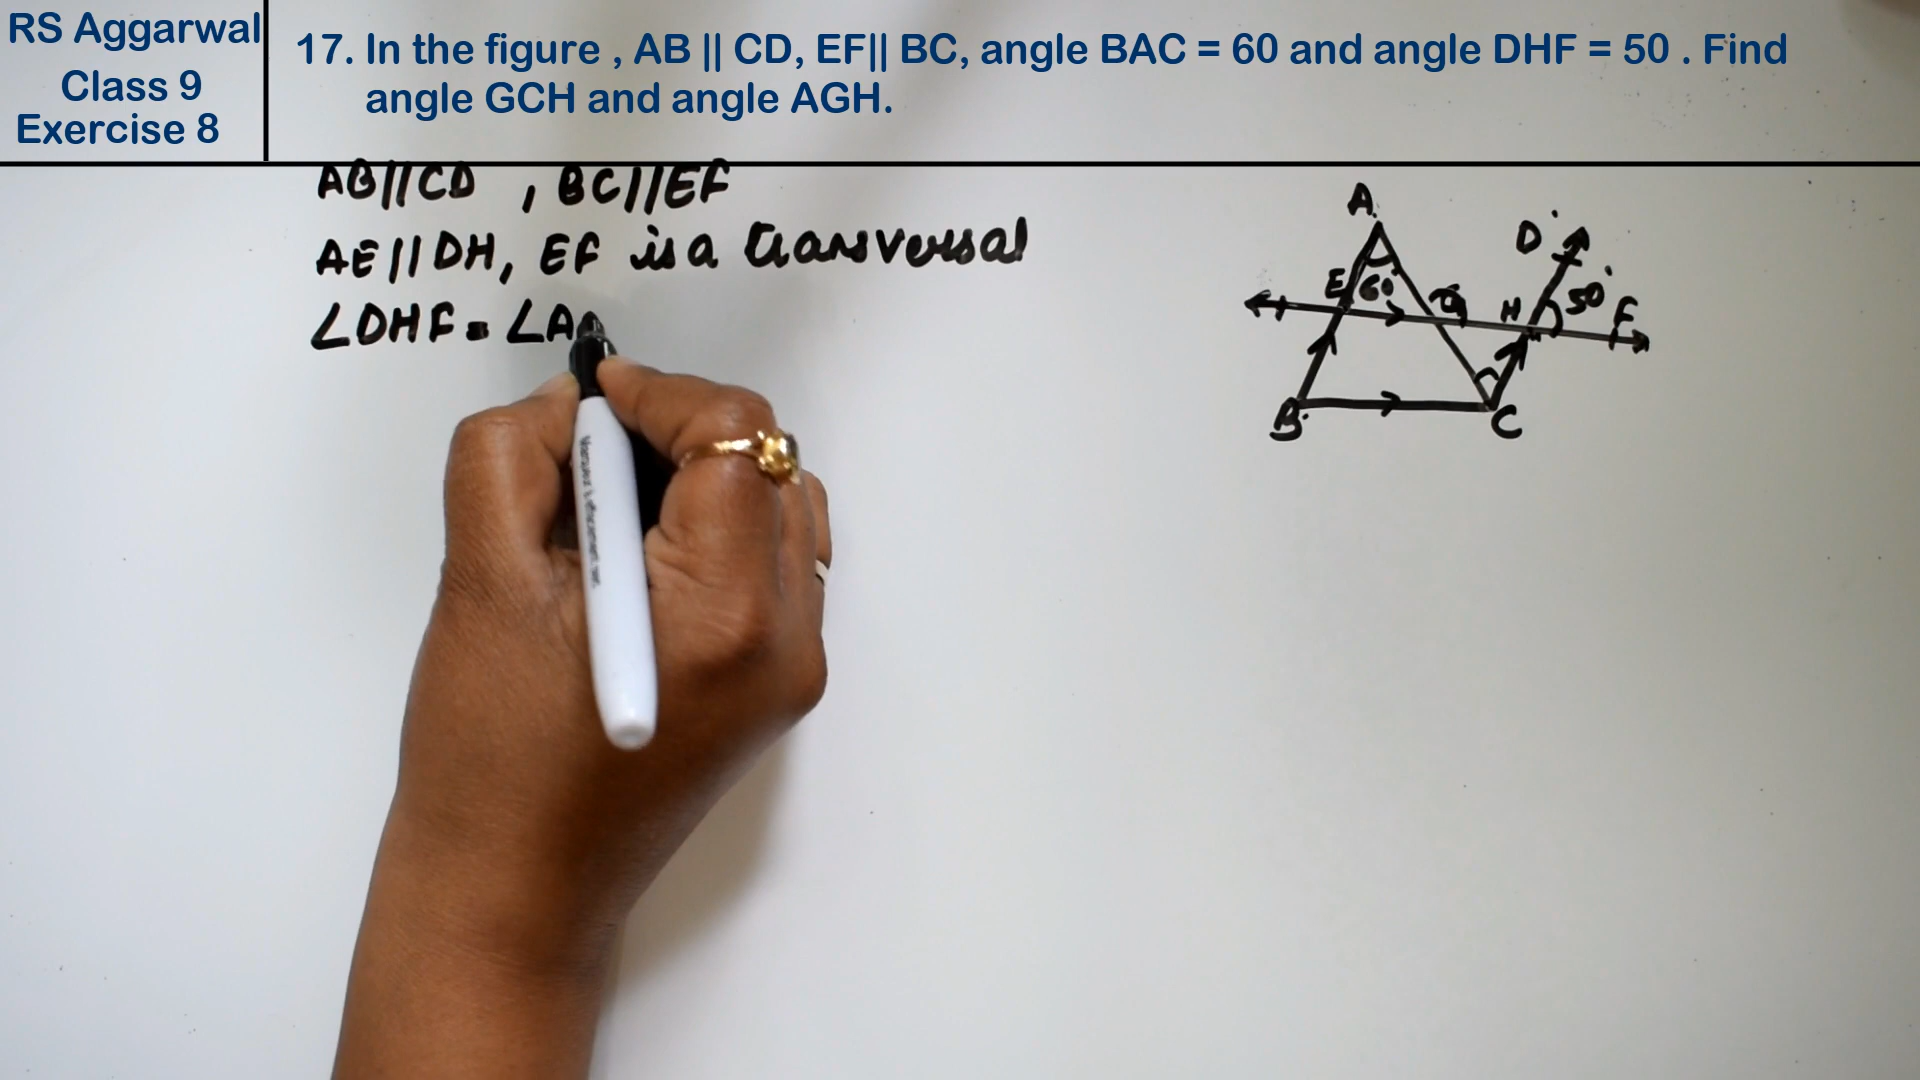 RS Aggarwal
Class 9
Exercise 8
17. In the figure , AB || CD, EF|| BC, angle BAC = 60 and angle DHF = 50 . Find
angle GCH and angle AGH.
AB||CD , BC||EF
AE||DH, EF is a transversal
∠DHF = ∠A
A
D
E 60° G H 50° F
B C